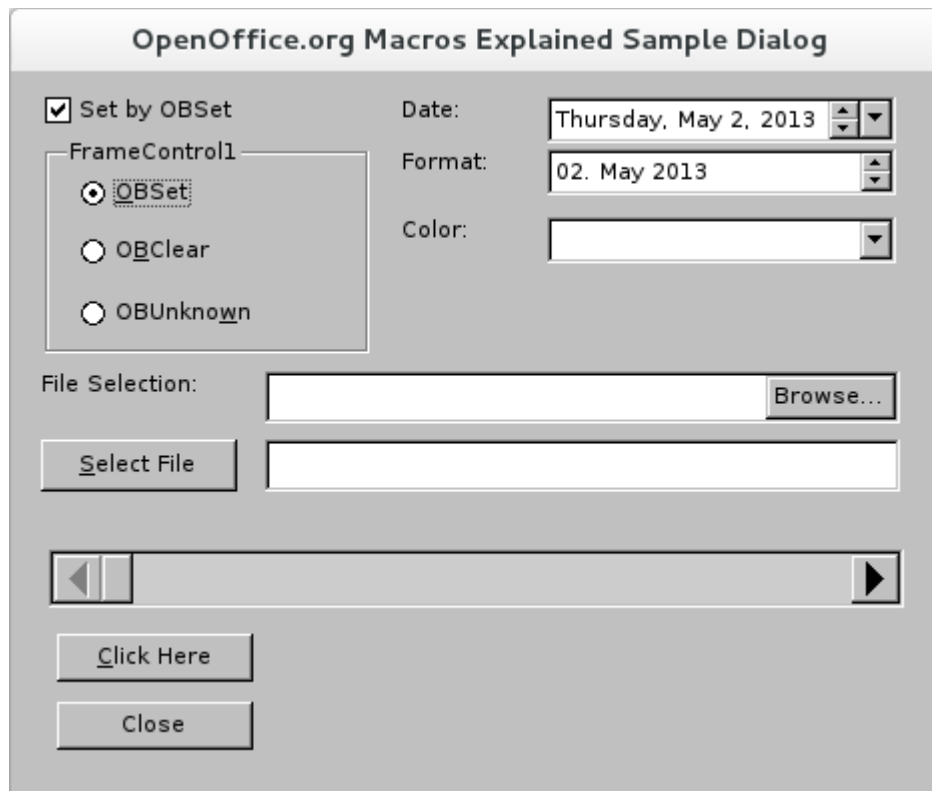 OpenOffice.org Macros Explained Sample Dialog
Set by OBSet
Date:
Thursday, May 2, 2013
FrameControl1
Format:
02. May 2013
OBSet
Color:
OBClear
OBUnknown
File Selection:
Browse...
Select File
Click Here
Close